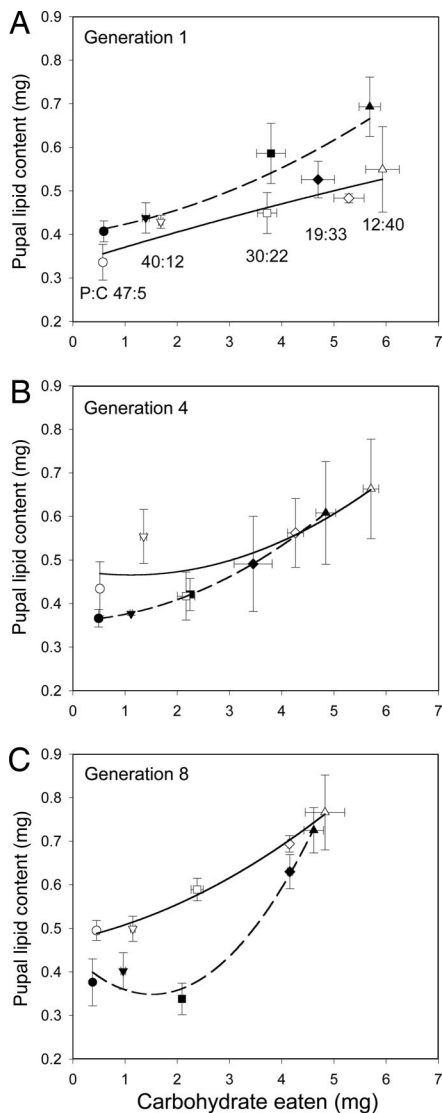 A
Generation 1
Pupal lipid content (mg)
0.9
0.8
0.7
0.6
0.5
0.4
0.3
0.2
P:C 47:5
40:12
30:22
19:33
12:40
0 1 2 3 4 5 6 7
B
Generation 4
Pupal lipid content (mg)
0.9
0.8
0.7
0.6
0.5
0.4
0.3
0.2
0 1 2 3 4 5 6 7
C
Generation 8
Pupal lipid content (mg)
0.9
0.8
0.7
0.6
0.5
0.4
0.3
0.2
0 1 2 3 4 5 6 7
Carbohydrate eaten (mg)